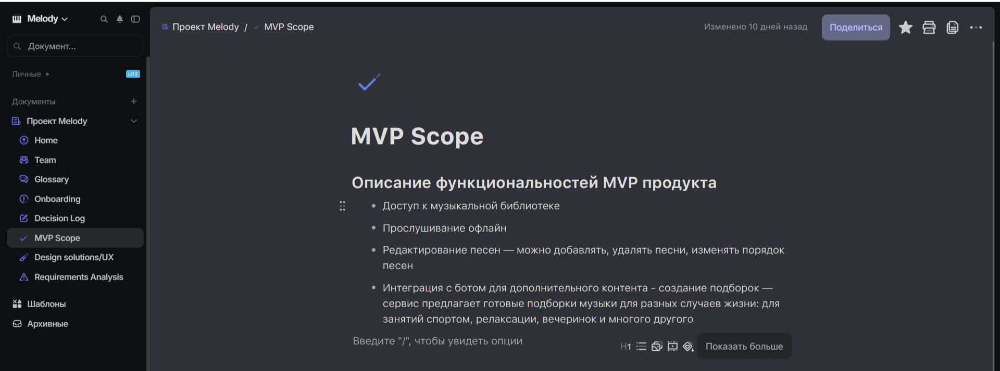 Melody
Документ...
Личные
LITE
Документы
Проект Melody
Home
Team
Glossary
Onboarding
Decision Log
MVP Scope
Design solutions/UX
Requirements Analysis
Шаблоны
Архивные
Проект Melody / MVP Scope
Изменено 10 дней назад
Поделиться
MVP Scope
Описание функциональностей MVP продукта
Доступ к музыкальной библиотеке
Прослушивание офлайн
Редактирование песен — можно добавлять, удалять песни, изменять порядок
песен
Интеграция с ботом для дополнительного контента - создание подборок —
сервис предлагает готовые подборки музыки для разных случаев жизни: для
занятий спортом, релаксации, вечеринок и многого другого
Введите "/", чтобы увидеть опции
H1
Показать больше